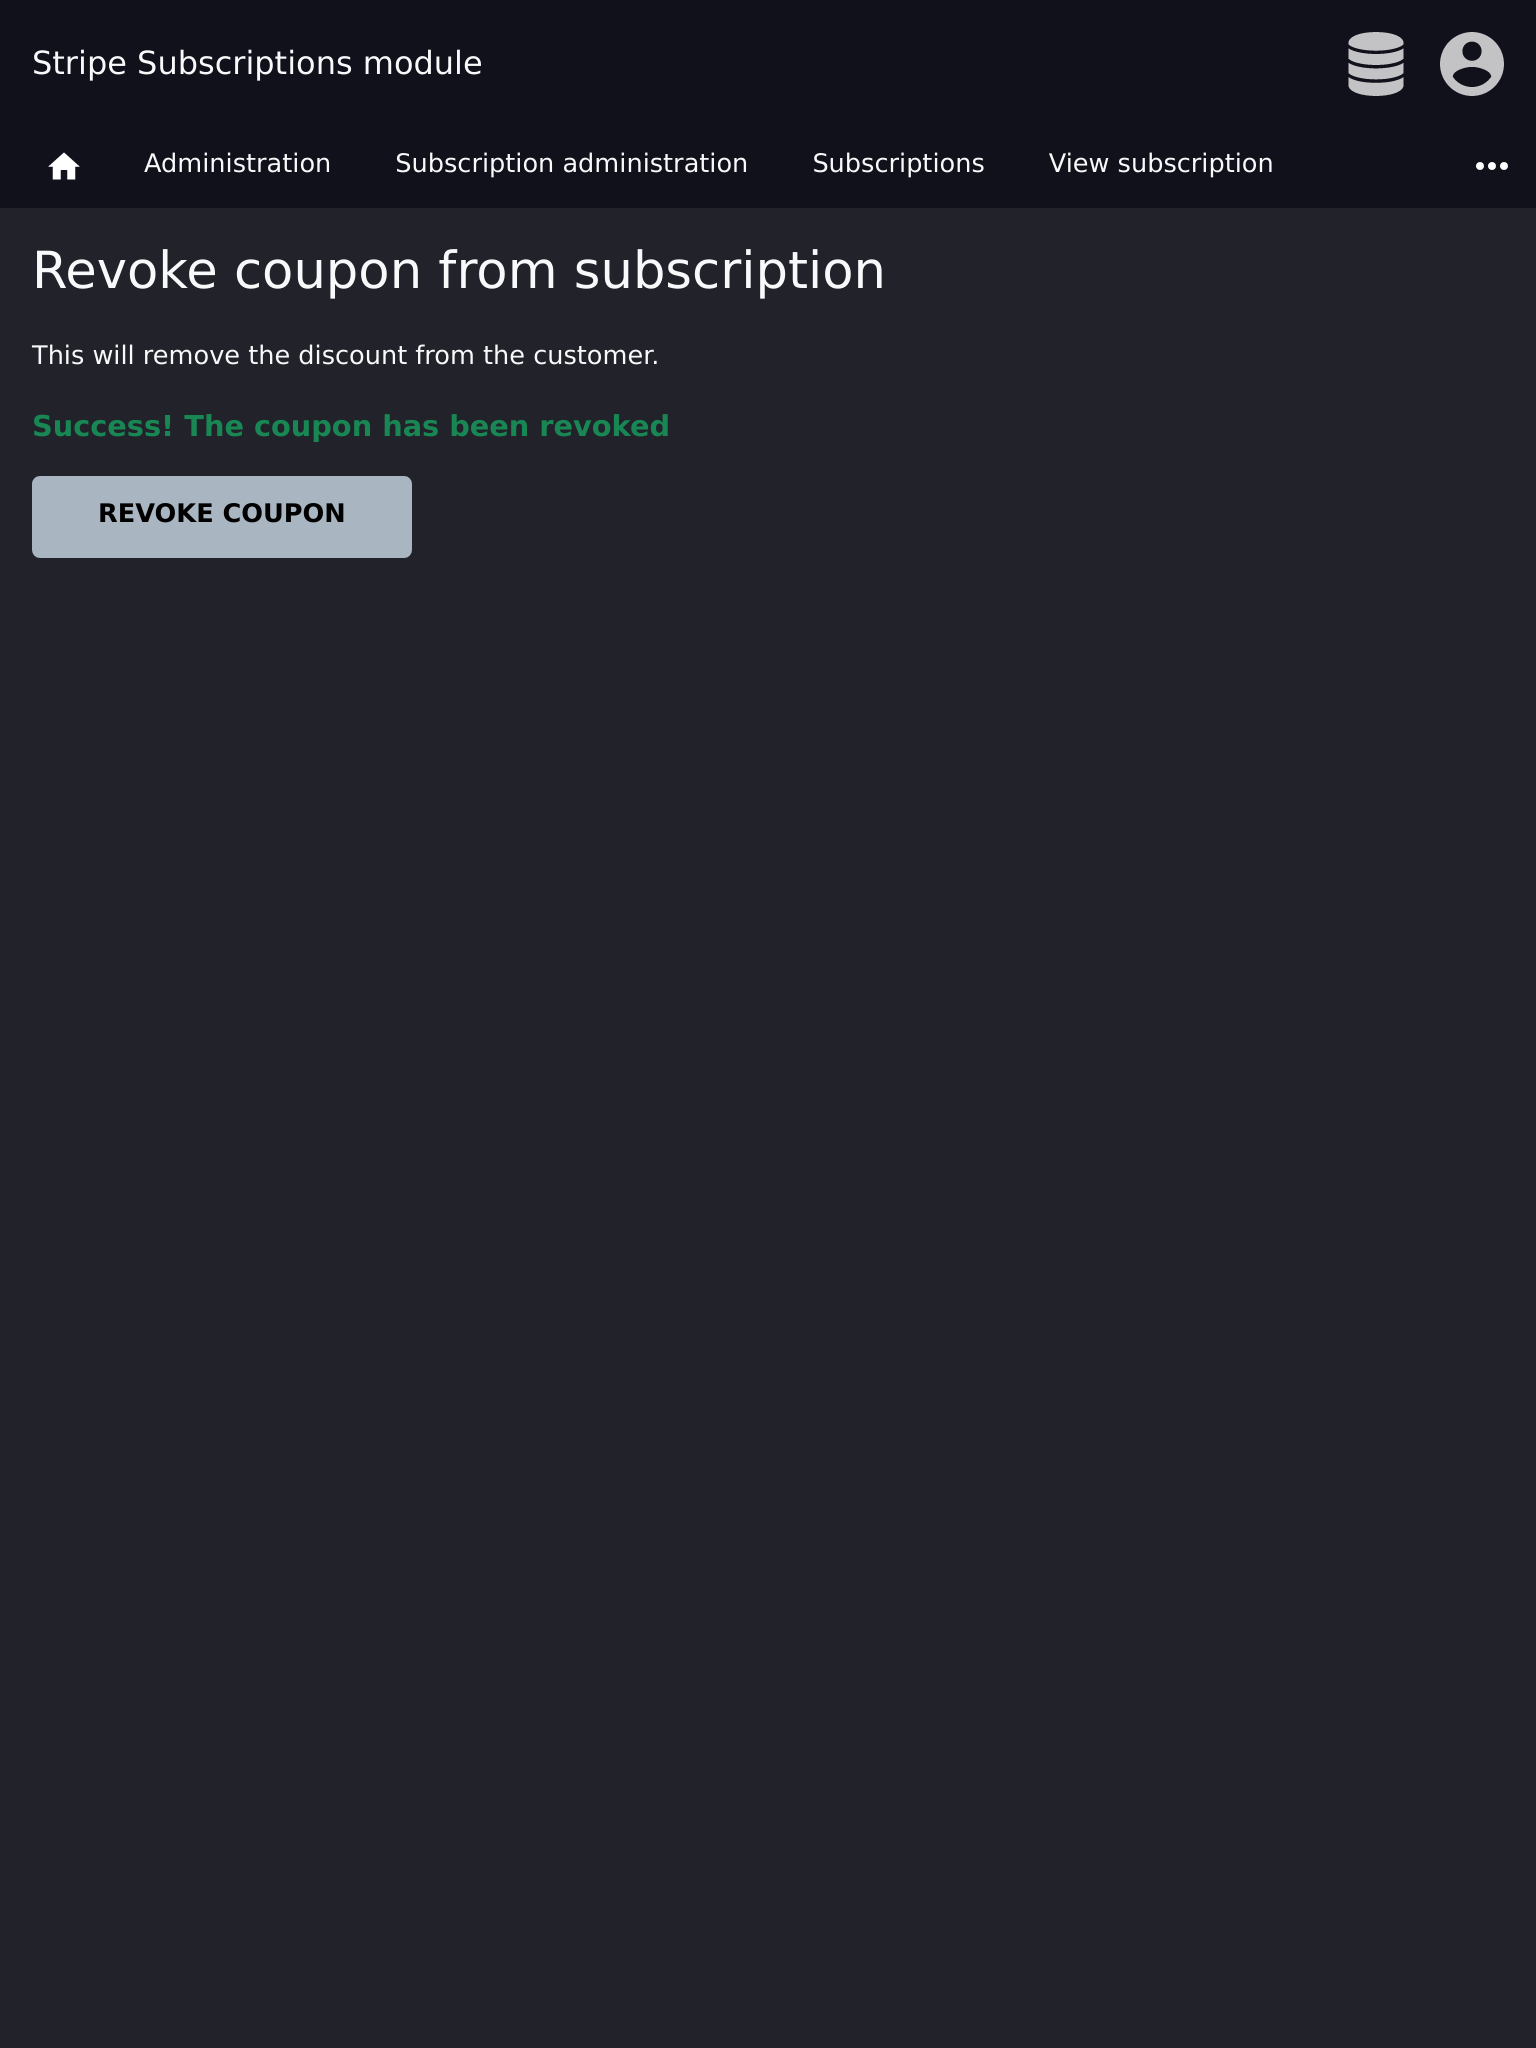 Stripe Subscriptions module
Administration Subscription administration Subscriptions View subscription
Revoke coupon from subscription
This will remove the discount from the customer.
Success! The coupon has been revoked
REVOKE COUPON